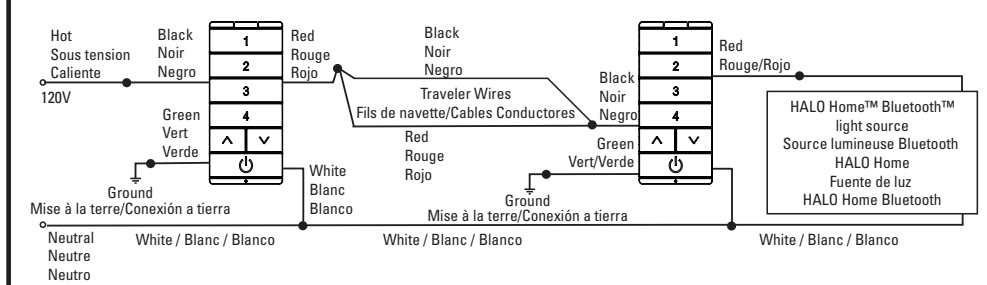 Hot
Sous tension
Caliente
120V
Black
Noir
Negro
Green
Vert
Verde
Ground
Mise à la terre/Conexión a tierra
Neutral
Neutre
Neutro
White / Blanc / Blanco
1
2
3
4
Red
Rouge
Rojo
White
Blanc
Blanco
Black
Noir
Negro
Traveler Wires
Fils de navette/Cables Conductores
Red
Rouge
Rojo
Black
Noir
Negro
Green
Vert/Verde
Ground
Mise à la terre/Conexión a tierra
White / Blanc / Blanco
1
2
3
4
Red
Rouge/Rojo
HALO Home™ Bluetooth™
light source
Source lumineuse Bluetooth
HALO Home
Fuente de luz
HALO Home Bluetooth
White / Blanc / Blanco